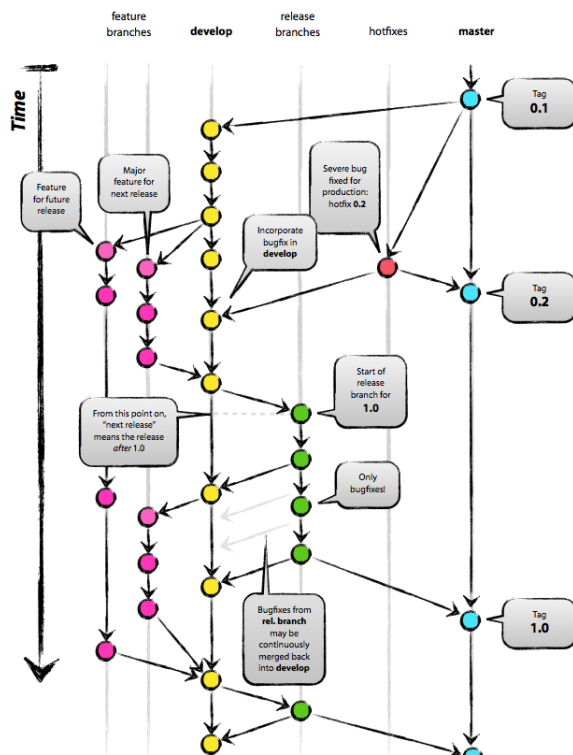 feature
branches
develop
release
branches
hotfixes
master
Time
Tag
0.1
Major
feature for
next release
Severe bug
fixed for
production:
hotfix 0.2
Feature
for future
release
Incorporate
bugfix in
develop
Tag
0.2
Start of
release
branch for
1.0
From this point on,
“next release”
means the release
after 1.0
Only
bugfixes!
Bugfixes from
rel. branch
may be
continuously
merged back
into develop
Tag
1.0